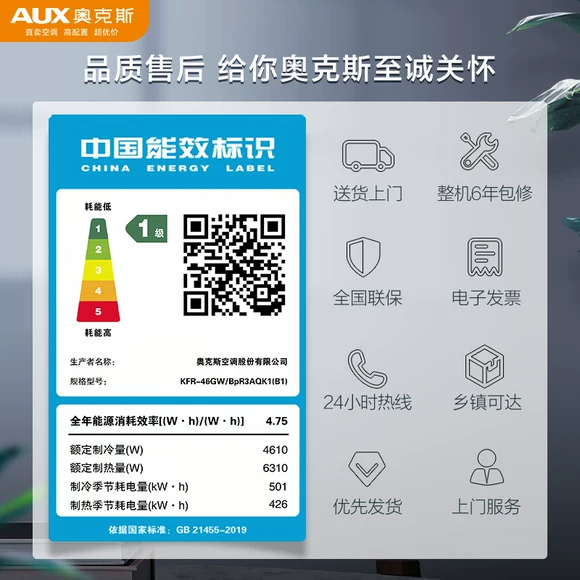 AUX奥克斯
直卖空调 高配置 超优价
品质售后 给你奥克斯至诚关怀
中国能效标识
CHINA ENERGY LABEL
耗能低
1
2
3
4
5
1级
耗能高
生产者名称： 奥克斯空调股份有限公司
规格型号： KFR-46GW/BpR3AQK1(B1)
全年能源消耗效率[(W·h)/(W·h)] 4.75
额定制冷量(W) 4610
额定制热量(W) 6310
制冷季节耗电量(kW·h) 501
制热季节耗电量(kW·h) 426
依据国家标准：GB 21455-2019
送货上门
整机6年包修
全国联保
电子发票
24小时热线
乡镇可达
优先发货
上门服务